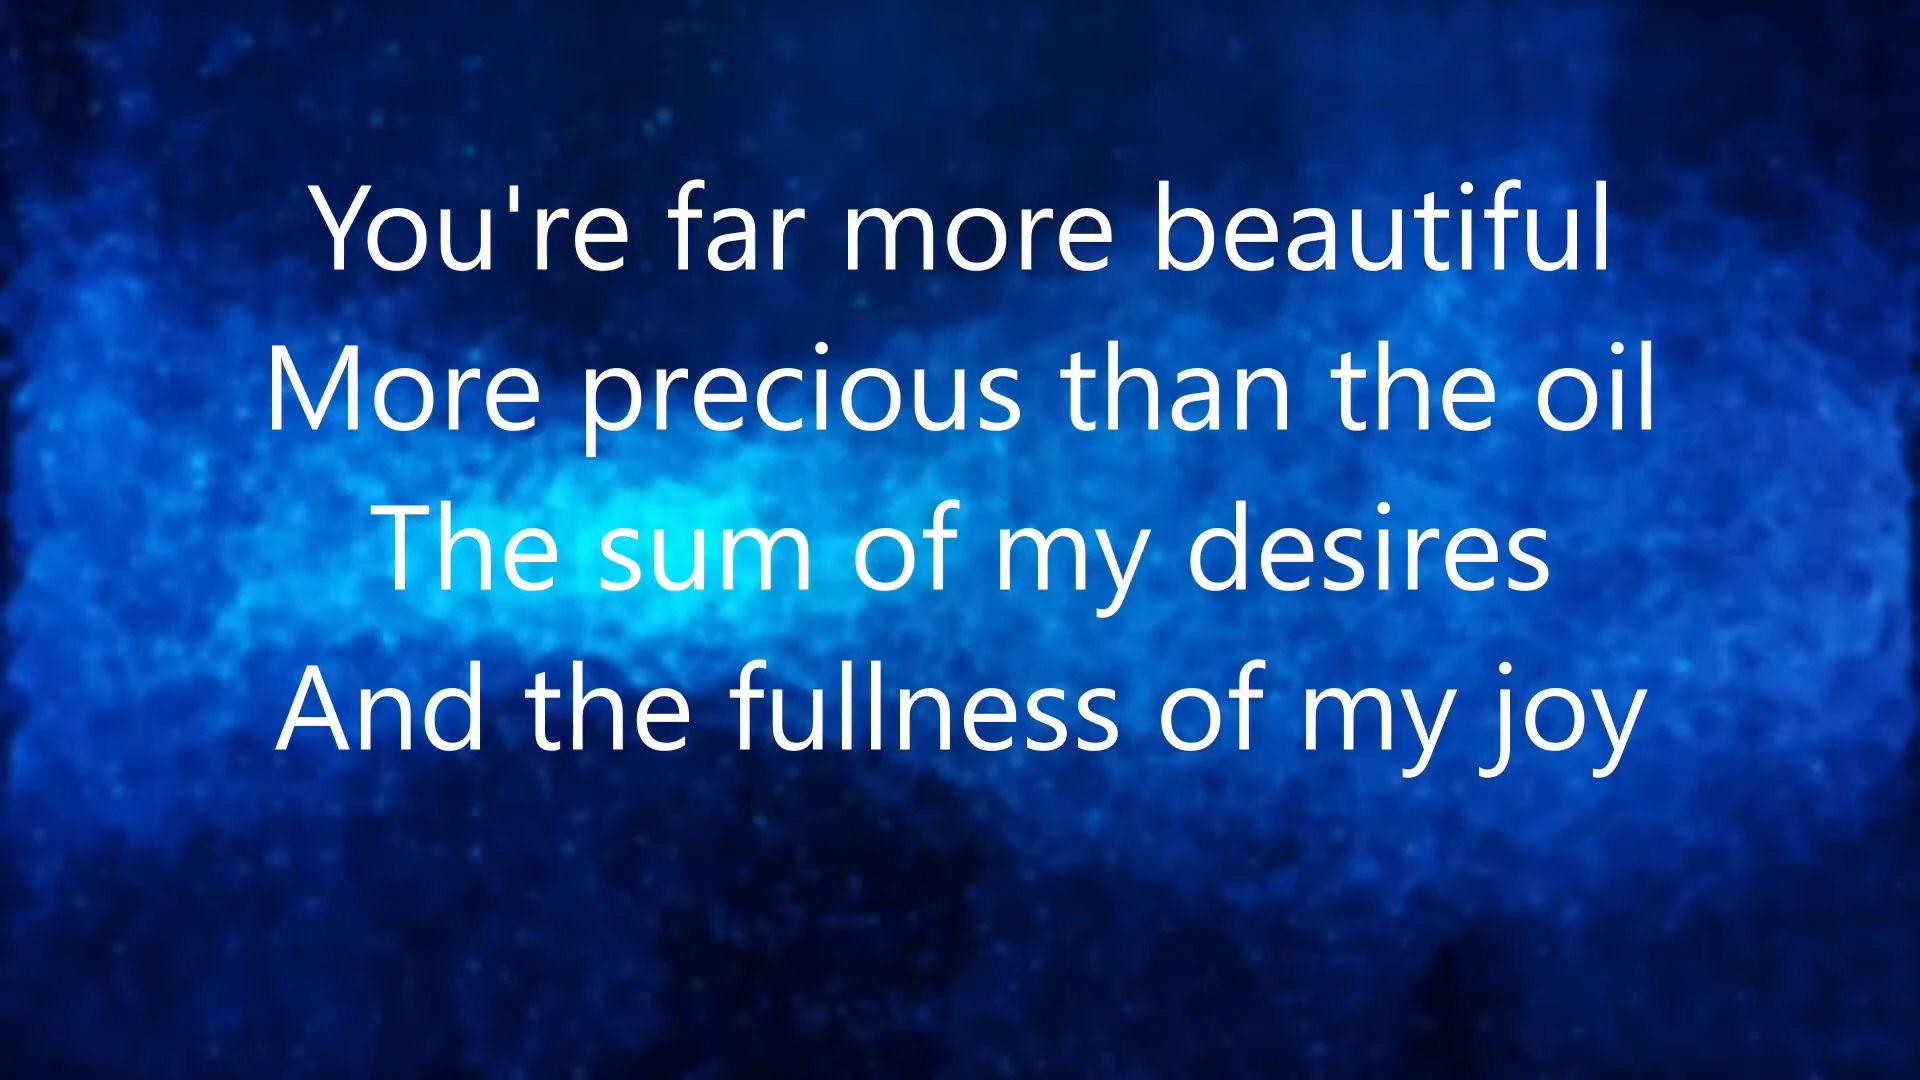 You're far more beautiful
More precious than the oil
The sum of my desires
And the fullness of my joy